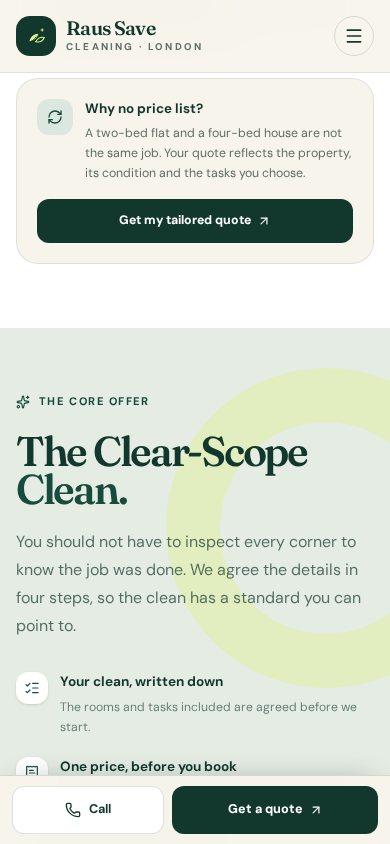 Raus Save
CLEANING · LONDON
Why no price list?
A two-bed flat and a four-bed house are not
the same job. Your quote reflects the property,
its condition and the tasks you choose.
Get my tailored quote
THE CORE OFFER
The Clear-Scope
Clean.
You should not have to inspect every corner to
know the job was done. We agree the details in
four steps, so the clean has a standard you can
point to.
Your clean, written down
The rooms and tasks included are agreed before we
start.
One price, before you book
Call
Get a quote